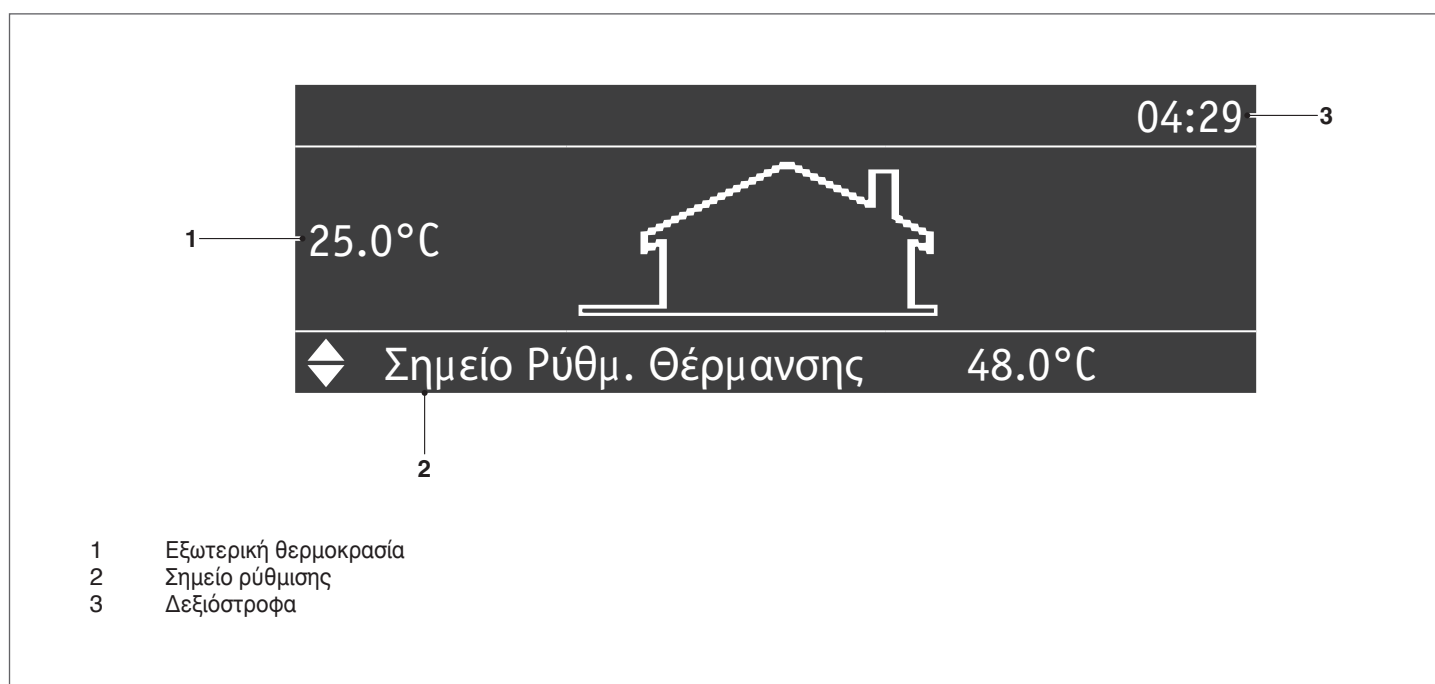 04:29 3
1 25.0°C
Σημείο Ρύθμ. Θέρμανσης 48.0°C
2
1 Εξωτερική θερμοκρασία
2 Σημείο ρύθμισης
3 Δεξιόστροφα